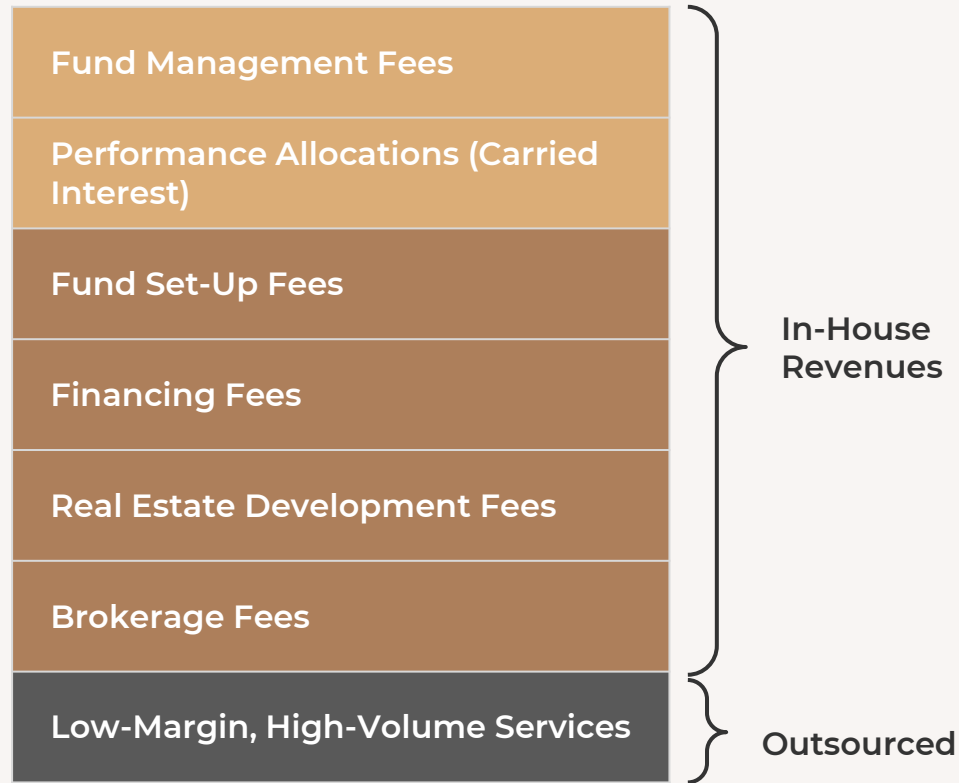 Fund Management Fees
Performance Allocations (Carried
Interest)
Fund Set-Up Fees
Financing Fees
Real Estate Development Fees
Brokerage Fees
In-House
Revenues
Low-Margin, High-Volume Services
Outsourced